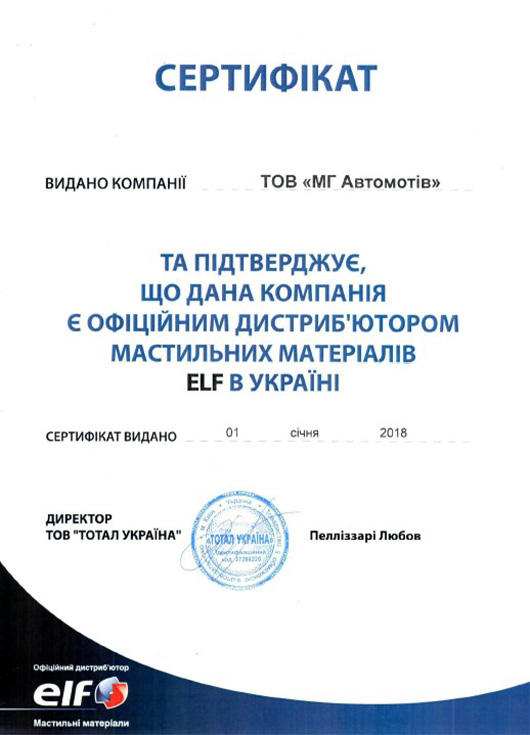 СЕРТИФІКАТ
ВИДАНО КОМПАНІЇ ТОВ «МГ Автомотів»
ТА ПІДТВЕРДЖУЄ,
ЩО ДАНА КОМПАНІЯ
Є ОФІЦІЙНИМ ДИСТРИБ'ЮТОРОМ
МАСТИЛЬНИХ МАТЕРІАЛІВ
ELF В УКРАЇНІ
СЕРТИФІКАТ ВИДАНО 01 січня 2018
ДИРЕКТОР
ТОВ "ТОТАЛ УКРАЇНА"
Пелліззарі Любов
Україна
м. Київ
«ТОТАЛ УКРАЇНА»
Ідентифікаційний
код
Офіційний дистриб'ютор
elf
Мастильні матеріали